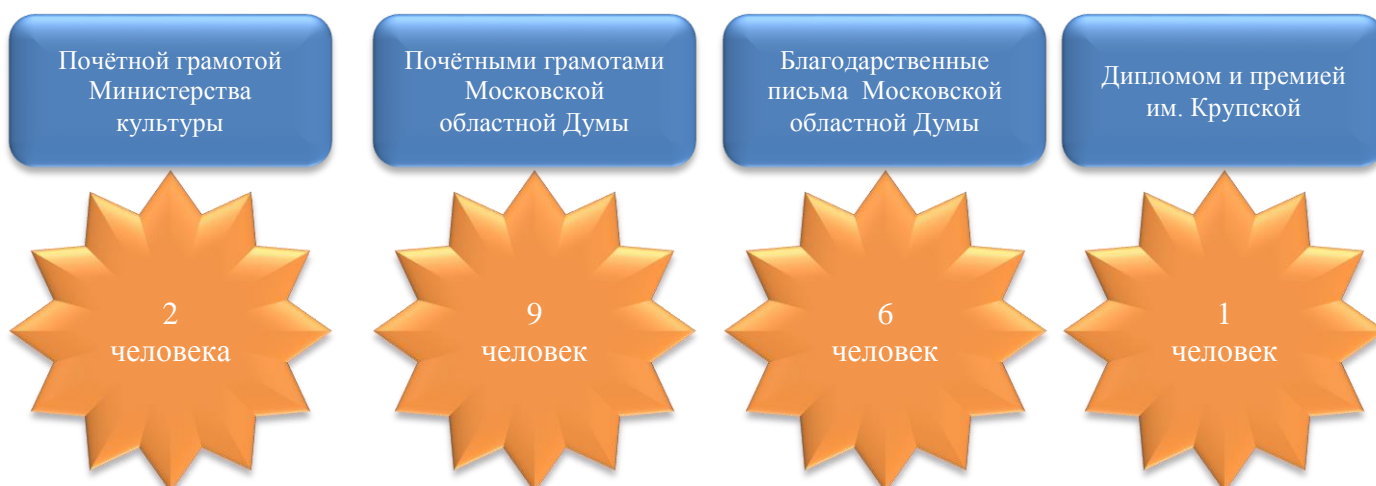 Почётной грамотой
Министерства
культуры
Почётными грамотами
Московской
областной Думы
Благодарственные
письма Московской
областной Думы
Дипломом и премией
им. Крупской
2
человека
9
человек
6
человек
1
человек